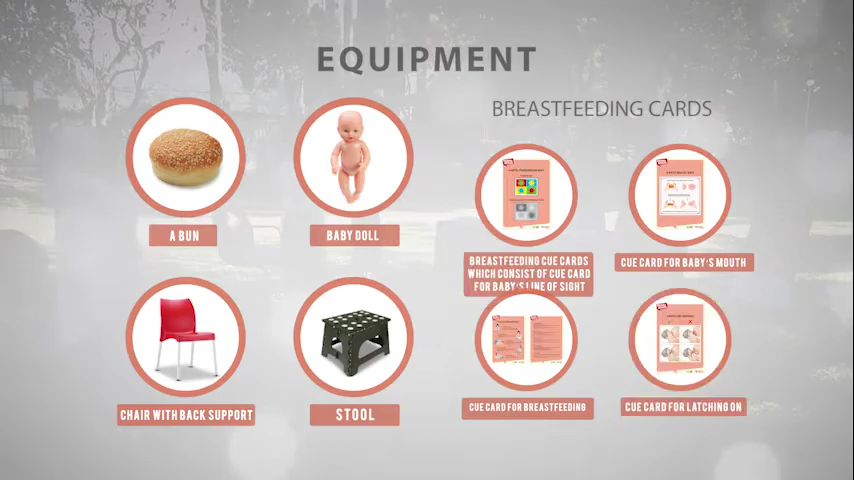 EQUIPMENT
BREASTFEEDING CARDS
A BUN
BABY DOLL
BREASTFEEDING CUE CARDS
WHICH CONSIST OF CUE CARD
FOR BABY'S LINE OF SIGHT
CUE CARD FOR BABY'S MOUTH
CHAIR WITH BACK SUPPORT
STOOL
CUE CARD FOR BREASTFEEDING
CUE CARD FOR LATCHING ON